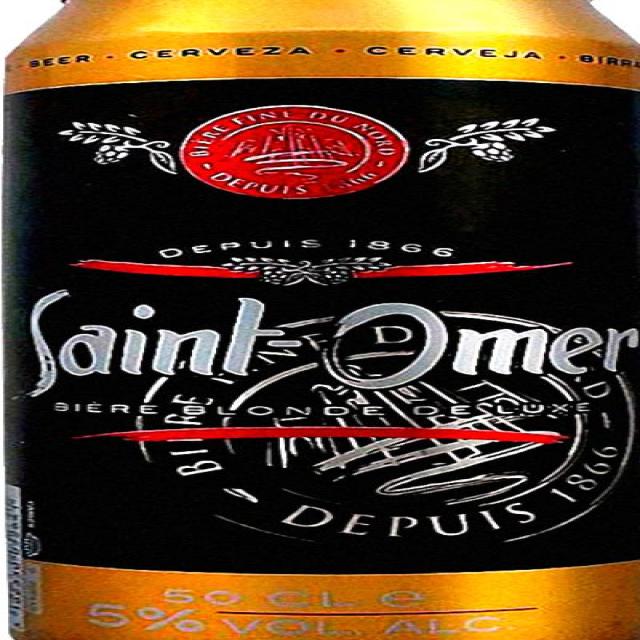 BEER · CERVEZA · CERVEJA · BIRRA
BIÈRE FINE DU NORD
· DEPUIS 1866 ·
DEPUIS 1866
Saint-Omer
BIÈRE BLONDE DE LUXE
DEPUIS 1866
50 CL e
5% VOL. ALC.